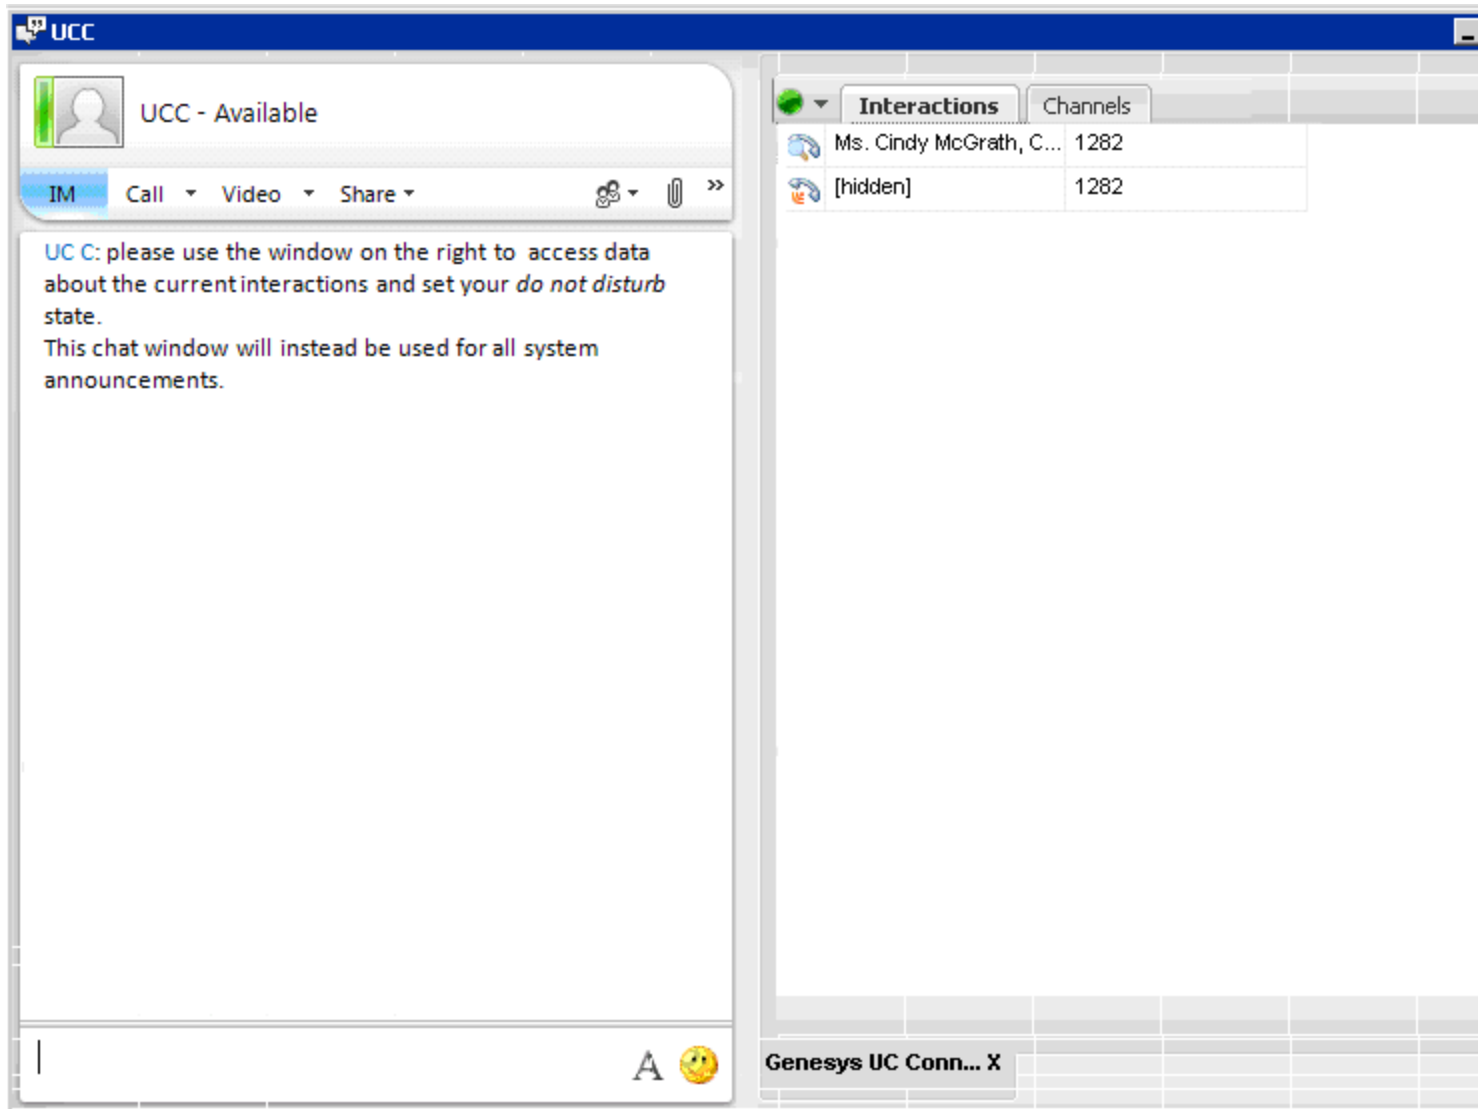 UCC
UCC - Available
IM Call Video Share
UC C: please use the window on the right to access data
about the current interactions and set your do not disturb
state.
This chat window will instead be used for all system
announcements.
A
Interactions Channels
Ms. Cindy McGrath, C... 1282
[hidden] 1282
Genesys UC Conn... X